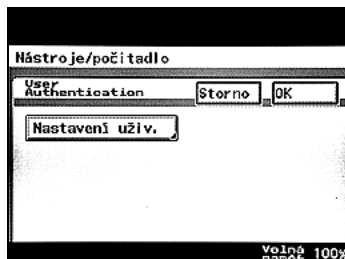 Nástroje/počitadlo
User
Authentication
Storno
OK
Nastavení uživ.
Volná
paměť 100%